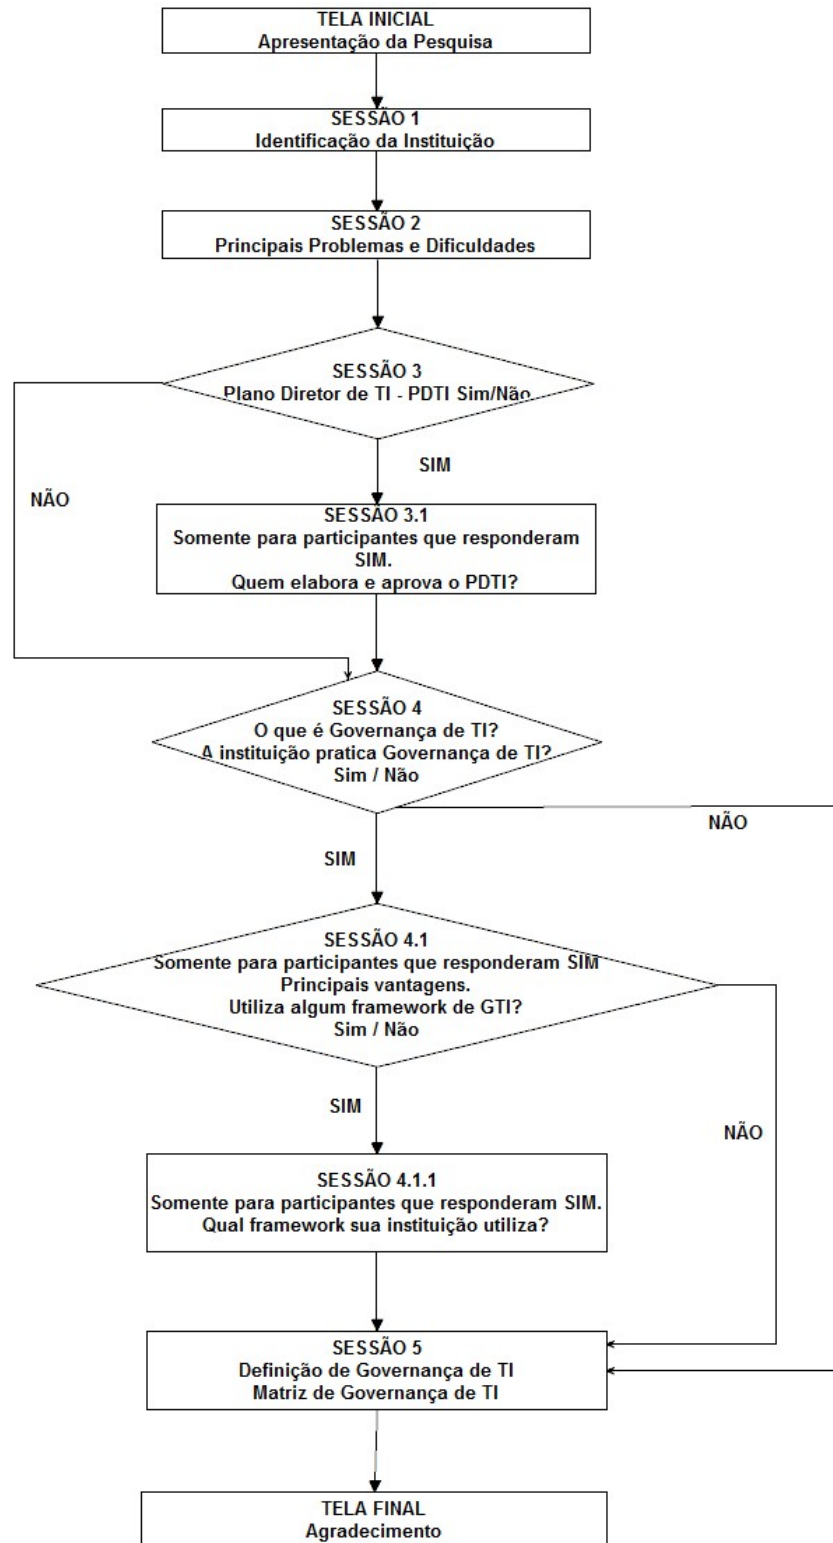 TELA INICIAL
Apresentação da Pesquisa
SESSÃO 1
Identificação da Instituição
SESSÃO 2
Principais Problemas e Dificuldades
SESSÃO 3
Plano Diretor de TI - PDTI Sim/Não
SIM
NÃO
SESSÃO 3.1
Somente para participantes que responderam
SIM.
Quem elabora e aprova o PDTI?
SESSÃO 4
O que é Governança de TI?
A instituição pratica Governança de TI?
Sim / Não
NÃO
SIM
SESSÃO 4.1
Somente para participantes que responderam SIM
Principais vantagens.
Utiliza algum framework de GTI?
Sim / Não
SIM
NÃO
SESSÃO 4.1.1
Somente para participantes que responderam SIM.
Qual framework sua instituição utiliza?
SESSÃO 5
Definição de Governança de TI
Matriz de Governança de TI
TELA FINAL
Agradecimento